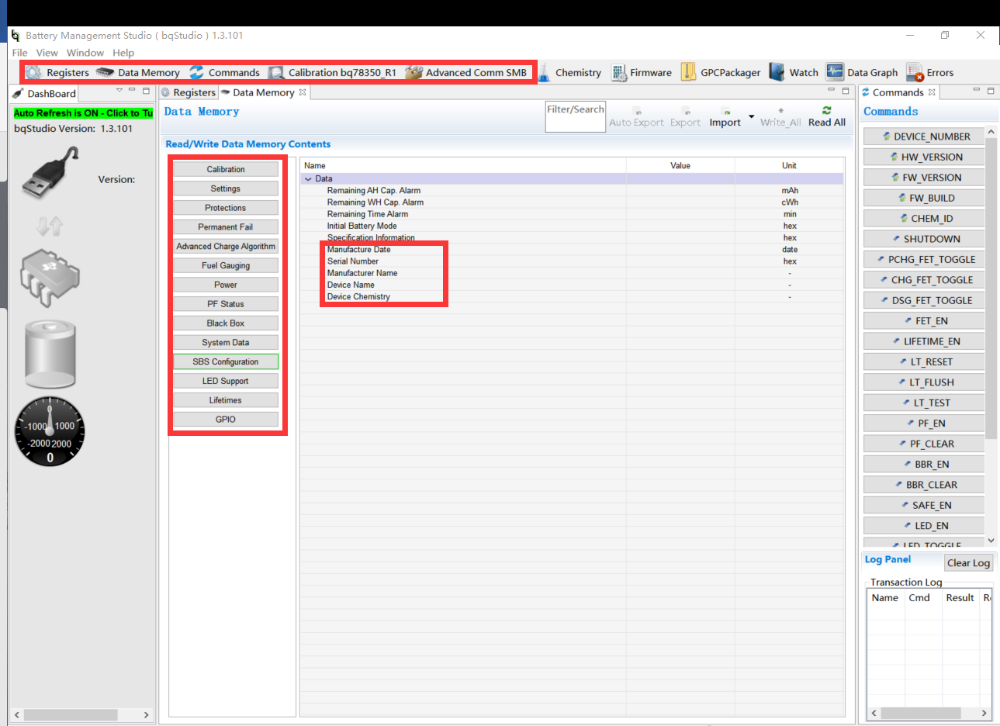 Battery Management Studio ( bqStudio ) 1.3.101
File View Window Help
Registers Data Memory Commands Calibration bq78350_R1 Advanced Comm SMB Chemistry Firmware GPCPackager Watch Data Graph Errors
DashBoard
Auto Refresh is ON - Click to Tu
bqStudio Version: 1.3.101
Version:
-1000 1000
-2000 2000
0
Registers Data Memory
Data Memory
Filter/Search
Auto Export Export Import Write_All Read All
Read/Write Data Memory Contents
Calibration
Settings
Protections
Permanent Fail
Advanced Charge Algorithm
Fuel Gauging
Power
PF Status
Black Box
System Data
SBS Configuration
LED Support
Lifetimes
GPIO
Name Value Unit
Data
Remaining AH Cap. Alarm mAh
Remaining WH Cap. Alarm cWh
Remaining Time Alarm min
Initial Battery Mode hex
Specification Information hex
Manufacture Date date
Serial Number hex
Manufacturer Name -
Device Name -
Device Chemistry -
Commands
Commands
DEVICE_NUMBER
HW_VERSION
FW_VERSION
FW_BUILD
CHEM_ID
SHUTDOWN
PCHG_FET_TOGGLE
CHG_FET_TOGGLE
DSG_FET_TOGGLE
FET_EN
LIFETIME_EN
LT_RESET
LT_FLUSH
LT_TEST
PF_EN
PF_CLEAR
BBR_EN
BBR_CLEAR
SAFE_EN
LED_EN
LED_TOGGLE
Log Panel
Clear Log
Transaction Log
Name Cmd Result R